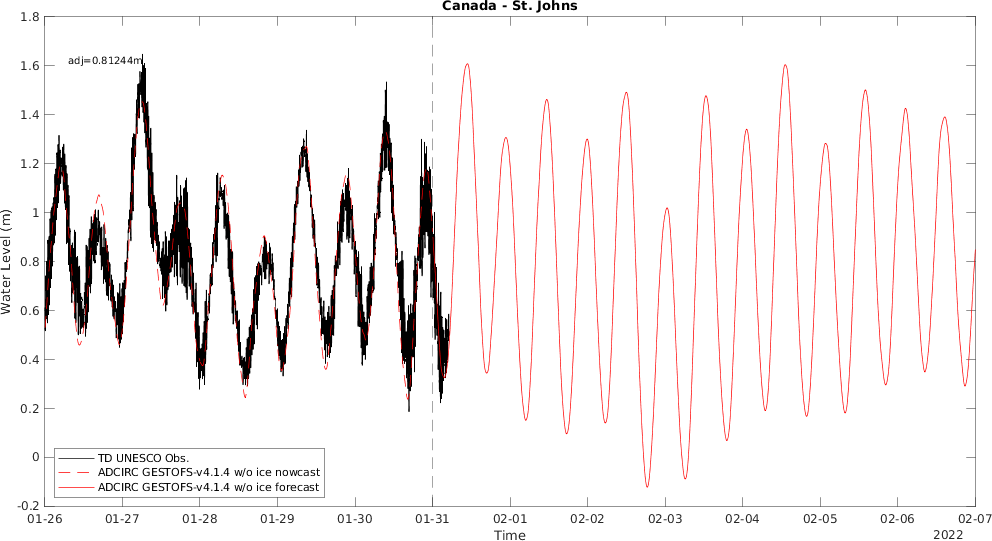 Canada - St. Johns
1.8
1.6
1.4
1.2
1
0.8
0.6
0.4
0.2
0
-0.2
Water Level (m)
adj=0.81244m
TD UNESCO Obs.
ADCIRC GESTOFS-v4.1.4 w/o ice nowcast
ADCIRC GESTOFS-v4.1.4 w/o ice forecast
01-26 01-27 01-28 01-29 01-30 01-31 02-01 02-02 02-03 02-04 02-05 02-06 02-07
Time
2022